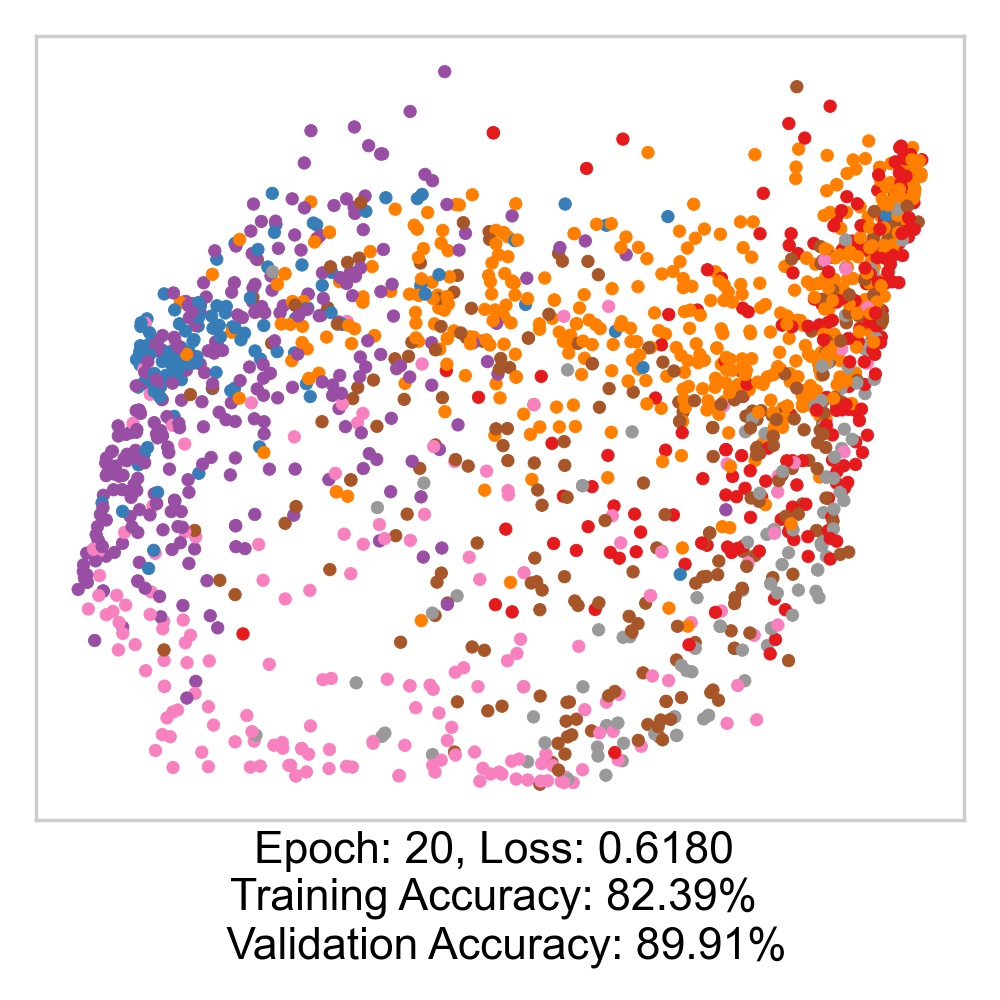 Epoch: 20, Loss: 0.6180
Training Accuracy: 82.39%
Validation Accuracy: 89.91%